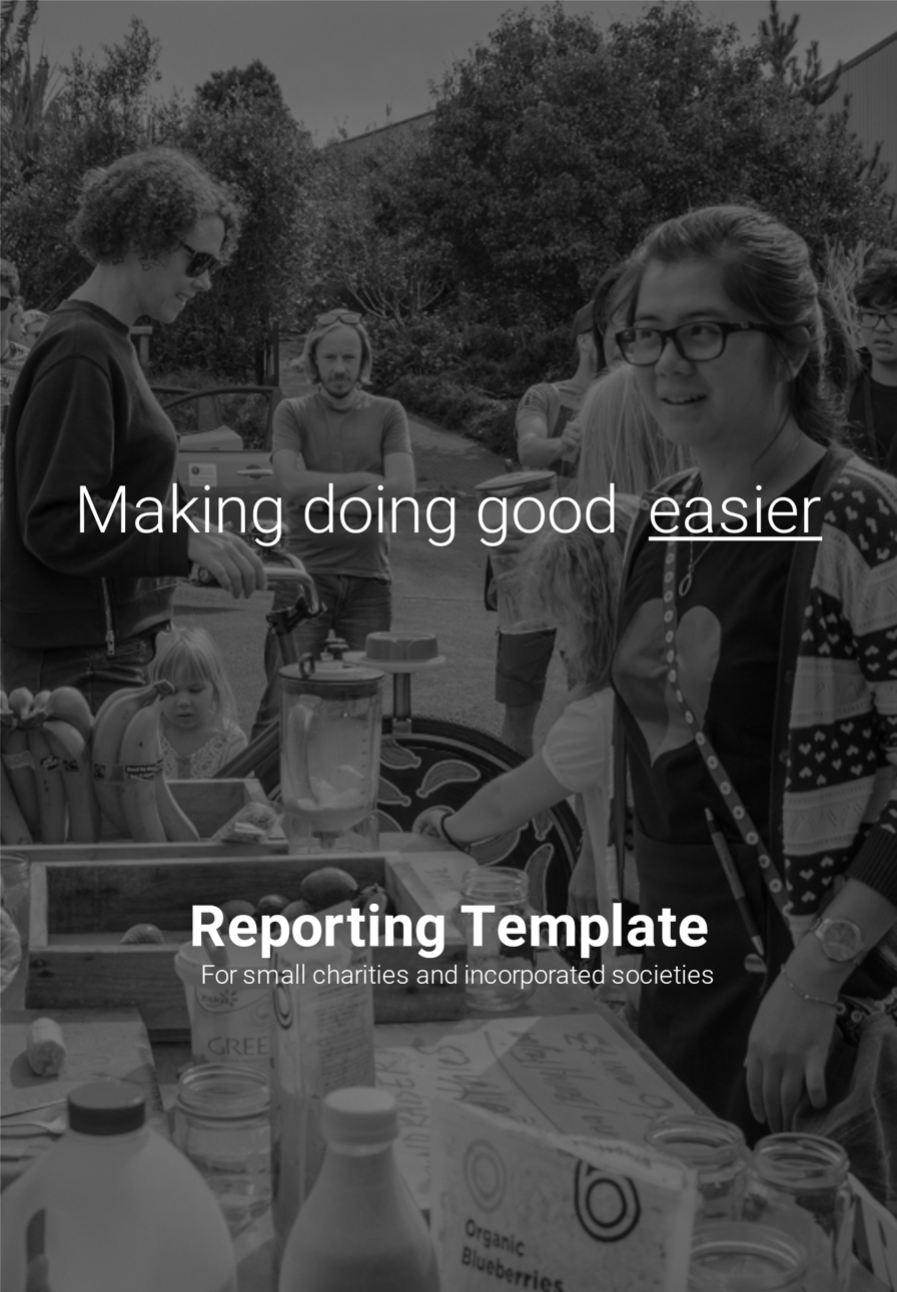 Making doing good easier
Reporting Template
For small charities and incorporated societies
GREE
Organic
Blueberries